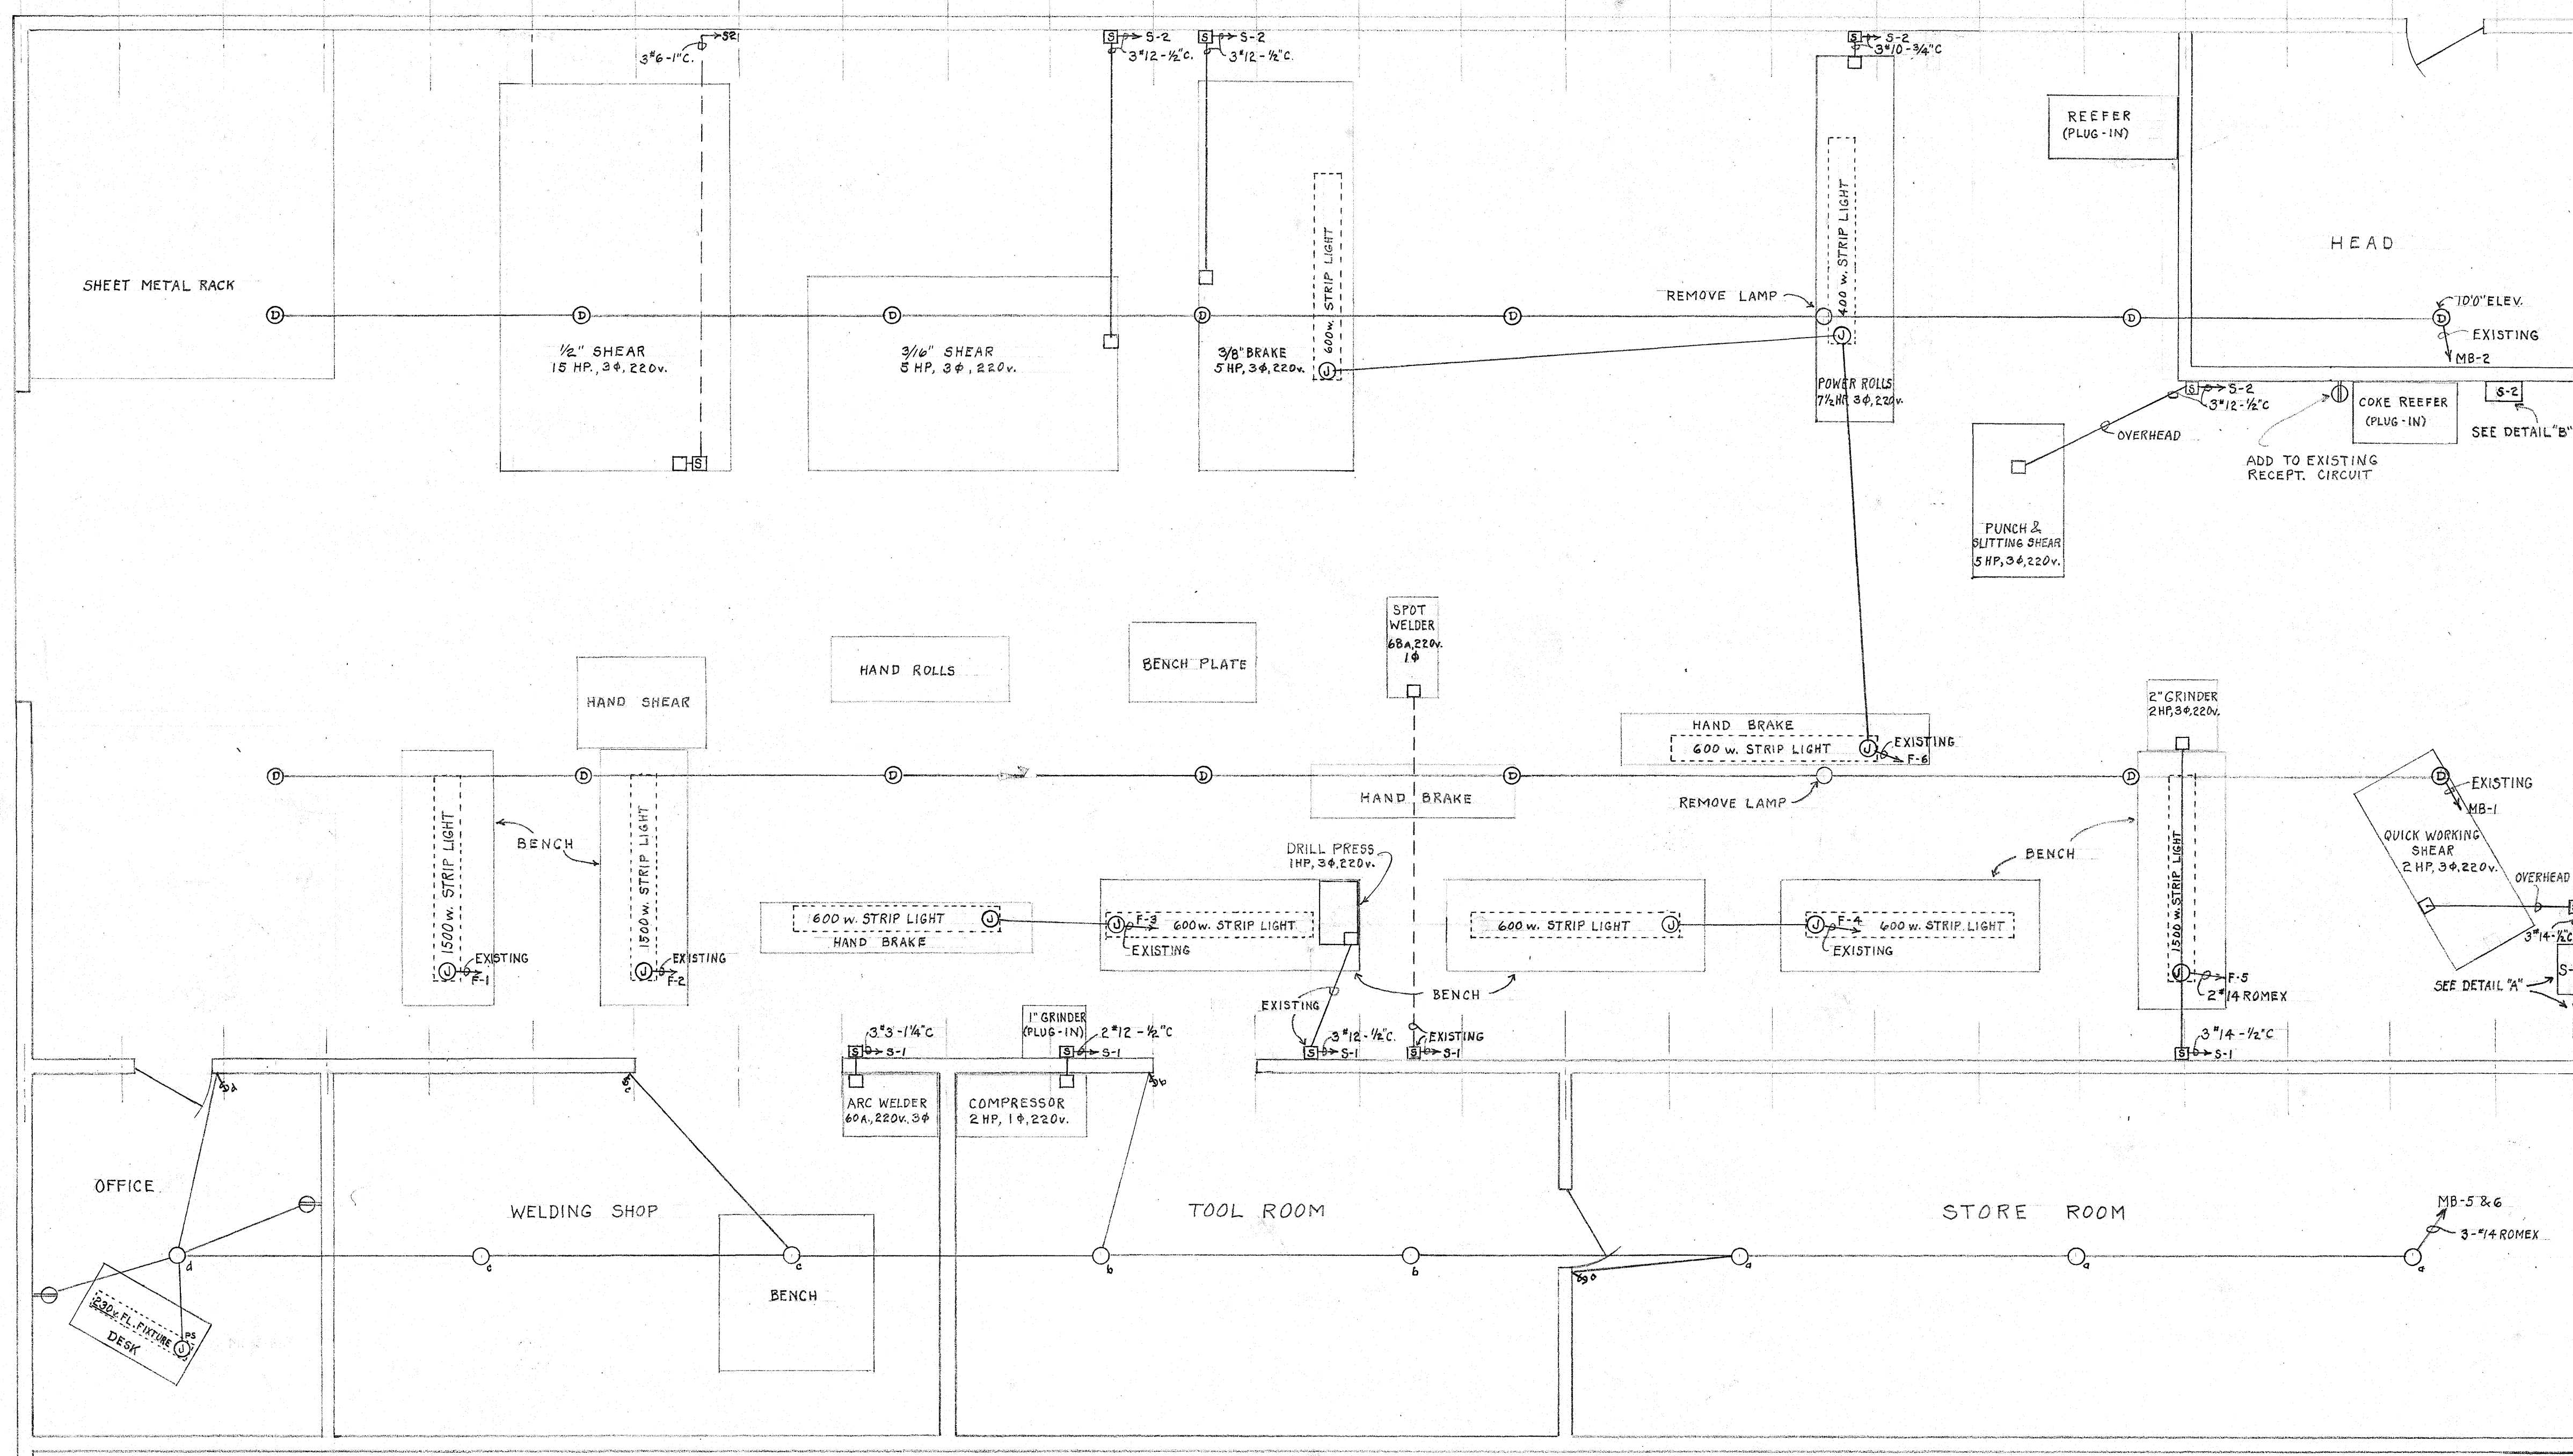 S2
3#6-1"C.
S
S-2
3#12-½"C.
S
S-2
3#12-½"C.
S
S-2
3#10-3/4"C
REEFER
(PLUG-IN)
HEAD
SHEET METAL RACK
600 w. STRIP LIGHT
400 w. STRIP LIGHT
REMOVE LAMP
10'0" ELEV.
EXISTING
MB-2
D
D
D
D
D
D
D
½" SHEAR
15 HP., 3Φ, 220v.
3/16" SHEAR
5 HP, 3Φ, 220v.
3/8" BRAKE
5 HP, 3Φ, 220v.
J
J
POWER ROLLS
7½ HP, 3Φ, 220v.
S
S-2
3#12-½"C
OVERHEAD
COKE REEFER
(PLUG-IN)
S-2
SEE DETAIL "B"
ADD TO EXISTING
RECEPT. CIRCUIT
S
PUNCH &
SLITTING SHEAR
5 HP, 3Φ, 220v.
SPOT
WELDER
68A, 220v.
1Φ
HAND SHEAR
HAND ROLLS
BENCH PLATE
2" GRINDER
2 HP, 3Φ, 220v.
HAND BRAKE
600 w. STRIP LIGHT
J
EXISTING
F-6
D
D
D
D
D
D
D
EXISTING
MB-1
HAND BRAKE
REMOVE LAMP
1500 w. STRIP LIGHT
BENCH
1500 w. STRIP LIGHT
DRILL PRESS
1HP, 3Φ, 220v.
BENCH
1500 w. STRIP LIGHT
QUICK WORKING
SHEAR
2 HP, 3Φ, 220v.
OVERHEAD
600 w. STRIP LIGHT
J
HAND BRAKE
J
F-3
600 w. STRIP LIGHT
EXISTING
600 w. STRIP LIGHT
J
J
F-4
600 w. STRIP LIGHT
EXISTING
3#14-½"C
J
EXISTING
F-1
J
EXISTING
F-2
J
F-5
2#14 ROMEX
SEE DETAIL "A"
S-
BENCH
EXISTING
1" GRINDER
(PLUG-IN)
3#3-1¼"C
S
S-1
2#12-½"C
S
S-1
3#12-½"C.
S
S-1
EXISTING
S
S-1
3#14-½"C
S
S-1
ARC WELDER
60A., 220v., 3Φ
COMPRESSOR
2 HP, 1Φ, 220v.
OFFICE
WELDING SHOP
TOOL ROOM
STORE ROOM
MB-5 & 6
3-#14 ROMEX
d
c
c
b
b
a
a
a
230v. FL. FIXTURE
PS
J
DESK
BENCH